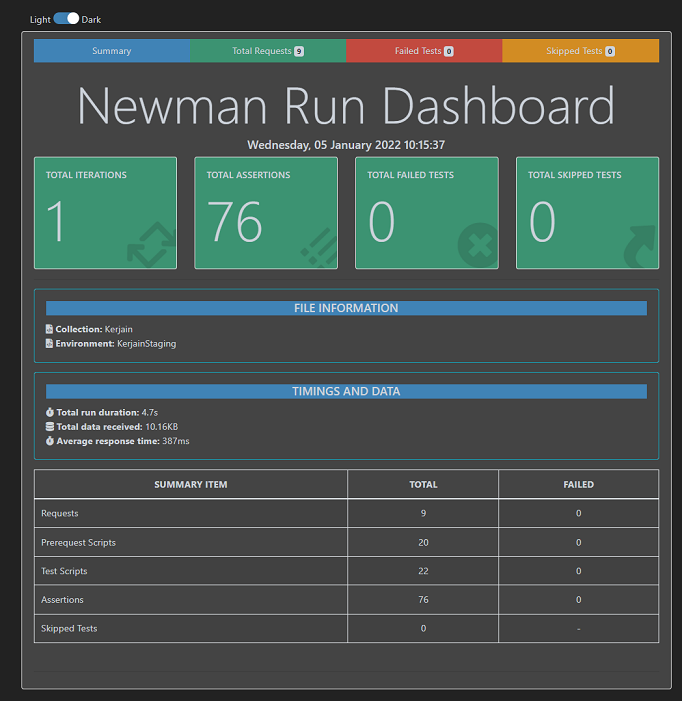 Light Dark
Summary Total Requests 9 Failed Tests 0 Skipped Tests 0
Newman Run Dashboard
Wednesday, 05 January 2022 10:15:37
TOTAL ITERATIONS TOTAL ASSERTIONS TOTAL FAILED TESTS TOTAL SKIPPED TESTS
1 76 0 0
FILE INFORMATION
Collection: Kerjain
Environment: KerjainStaging
TIMINGS AND DATA
Total run duration: 4.7s
Total data received: 10.16KB
Average response time: 387ms
SUMMARY ITEM TOTAL FAILED
Requests 9 0
Prerequest Scripts 20 0
Test Scripts 22 0
Assertions 76 0
Skipped Tests 0 -